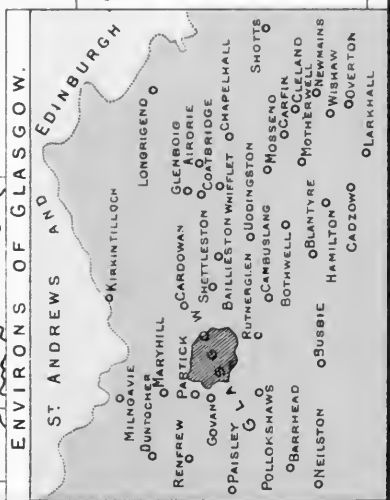 ENVIRONS OF GLASGOW.
ST. ANDREWS AND EDINBURGH
KIRKINTILLOCH
LONGRIGEND
MILNGAVIE
DUNTOCHER
MARYHILL
CARDOWAN
GLENBOIG
AIRDRIE
COATBRIDGE
RENFREW
PARTICK
SHETTLESTON
BAILLIESTON
WHIFFLET
CHAPELHALL
GOVAN
GLASGOW
RUTHERGLEN
UDDINGSTON
SHOTTS
PAISLEY
CAMBUSLANG
MOSSEND
POLLOKSHAWS
BOTHWELL
CARFIN
CLELAND
BARRHEAD
MOTHERWELL
NEWMAINS
BLANTYRE
WISHAW
NEILSTON
BUSBIE
HAMILTON
OVERTON
CADZOW
LARKHALL